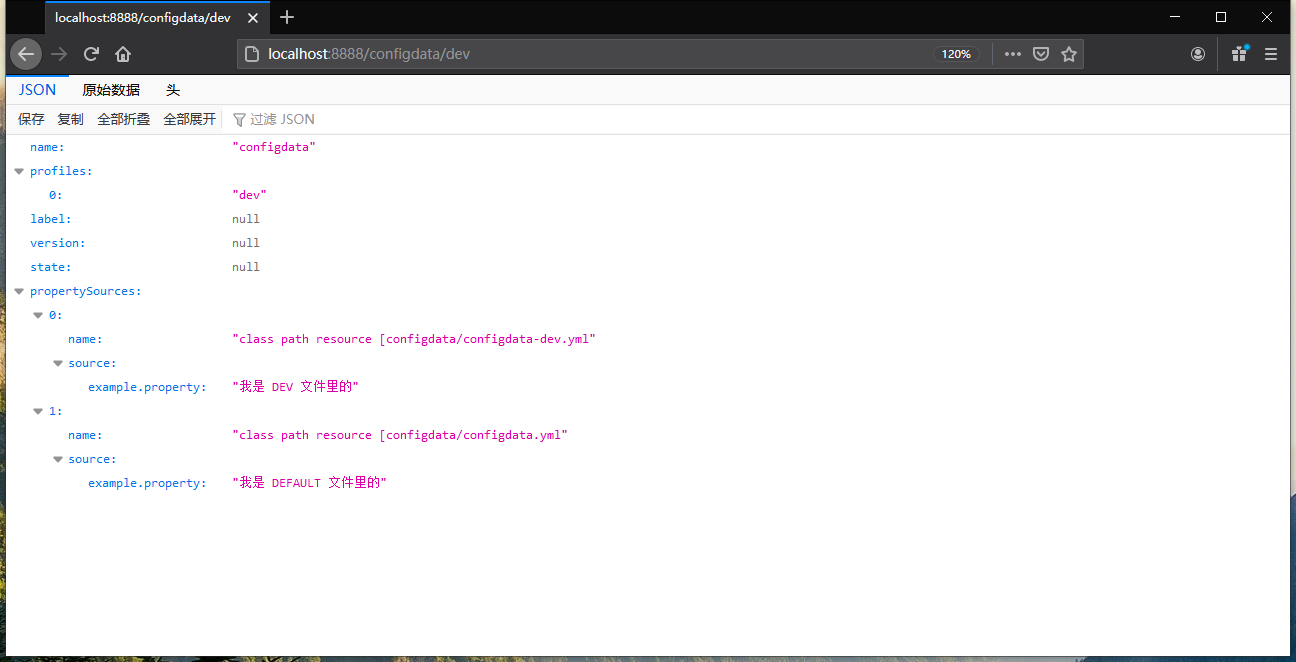 localhost:8888/configdata/dev
localhost:8888/configdata/dev 120%
JSON 原始数据 头
保存 复制 全部折叠 全部展开 过滤 JSON
name: "configdata"
profiles:
0: "dev"
label: null
version: null
state: null
propertySources:
0:
name: "class path resource [configdata/configdata-dev.yml"
source:
example.property: "我是 DEV 文件里的"
1:
name: "class path resource [configdata/configdata.yml"
source:
example.property: "我是 DEFAULT 文件里的"